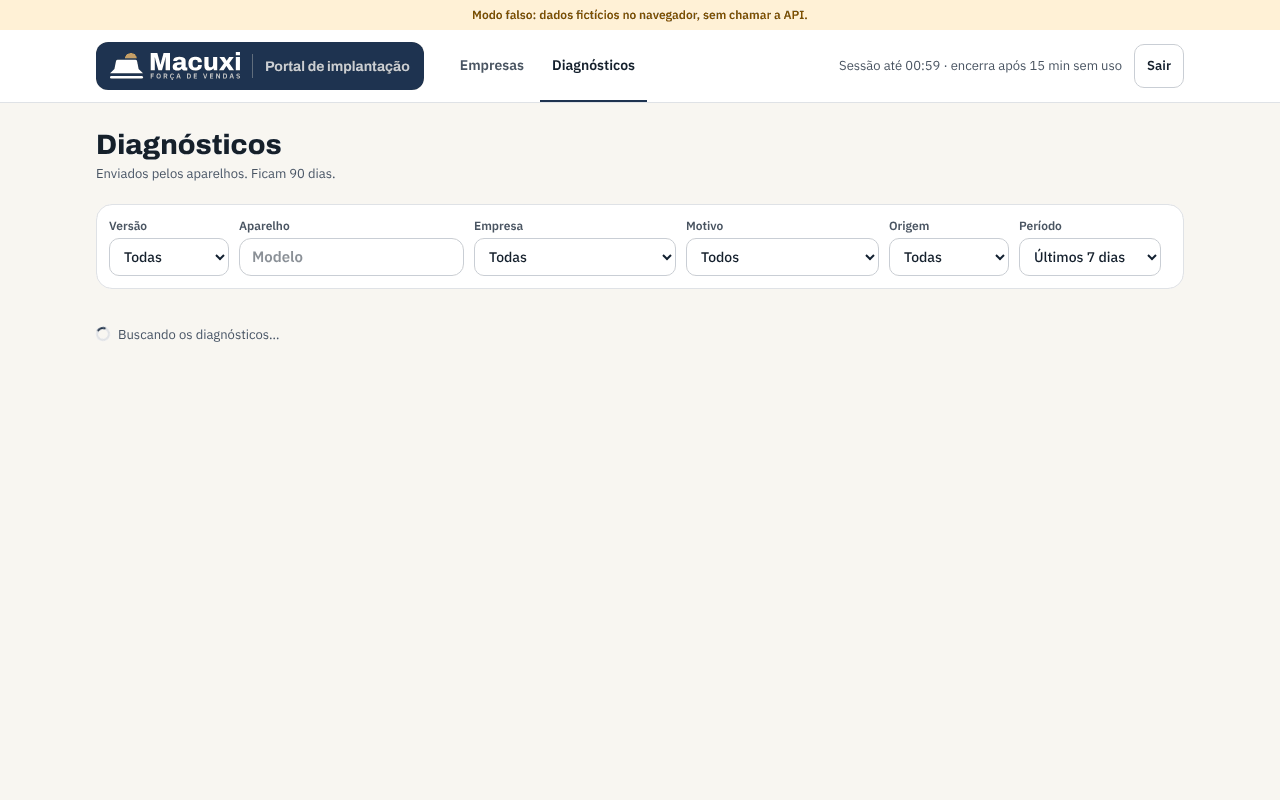 Modo falso: dados fictícios no navegador, sem chamar a API.
Macuxi
FORÇA DE VENDAS
Portal de implantação
Empresas
Diagnósticos
Sessão até 00:59 · encerra após 15 min sem uso
Sair
Diagnósticos
Enviados pelos aparelhos. Ficam 90 dias.
Versão
Aparelho
Empresa
Motivo
Origem
Período
Todas
Modelo
Todas
Todos
Todas
Últimos 7 dias
Buscando os diagnósticos...